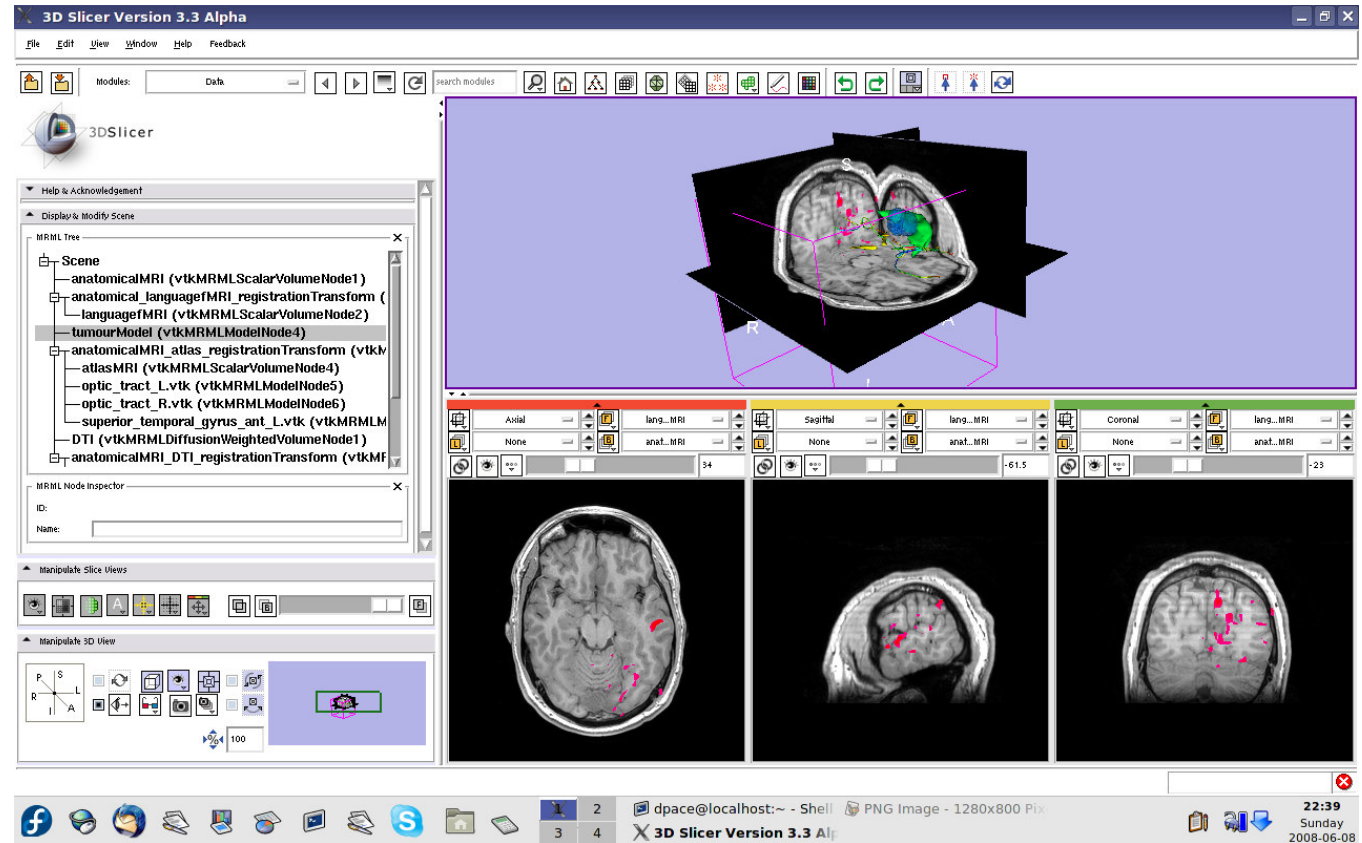 3D Slicer Version 3.3 Alpha
File Edit View Window Help Feedback
Modules: Data search modules
3DSlicer
Help & Acknowledgement
Display & Modify Scene
MRML Tree
Scene
anatomicalMRI (vtkMRMLScalarVolumeNode1)
anatomical_languagefMRI_registrationTransform (
languagefMRI (vtkMRMLScalarVolumeNode2)
tumourModel (vtkMRMLModelNode4)
anatomicalMRI_atlas_registrationTransform (vtkM
atlasMRI (vtkMRMLScalarVolumeNode4)
optic_tract_L.vtk (vtkMRMLModelNode5)
optic_tract_R.vtk (vtkMRMLModelNode6)
superior_temporal_gyrus_ant_L.vtk (vtkMRMLM
DTI (vtkMRMLDiffusionWeightedVolumeNode1)
anatomicalMRI_DTI_registrationTransform (vtkMF
MRML Node Inspector
ID:
Name:
Manipulate Slice Views
Manipulate 3D View
P S
R L
I A
100
S
R A
I
Axial lang...MRI
None anat...MRI
34
Sagittal lang...MRI
None anat...MRI
-61.5
Coronal lang...MRI
None anat...MRI
-23
1 2
3 4
dpace@localhost:~ - Shell
PNG Image - 1280x800 Pix
3D Slicer Version 3.3 Alp
22:39
Sunday
2008-06-08